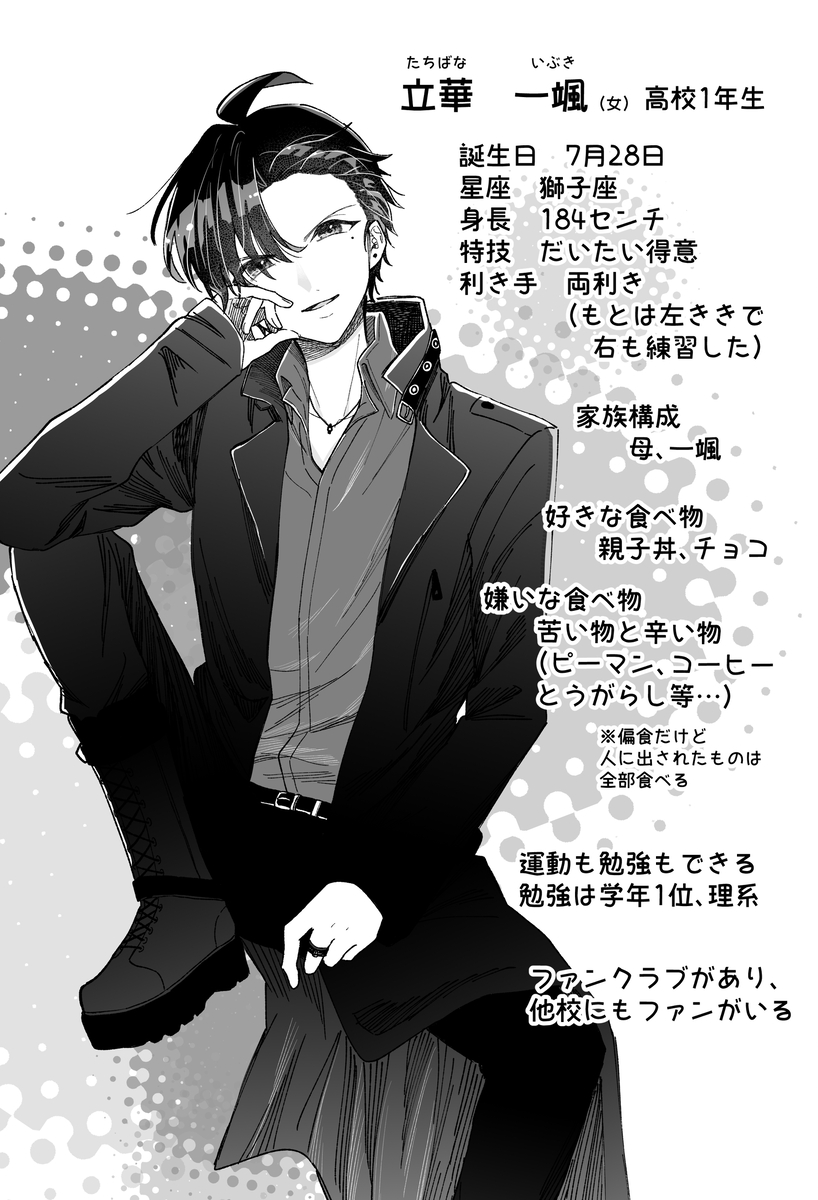 たちばな いぶき
立華 一颯 (女) 高校1年生
誕生日 7月28日
星座 獅子座
身長 184センチ
特技 だいたい得意
利き手 両利き
(もとは左ききで
右も練習した)
家族構成
母、一颯
好きな食べ物
親子丼、チョコ
嫌いな食べ物
苦い物と辛い物
(ピーマン、コーヒー
とうがらし等…)
※偏食だけど
人に出されたものは
全部食べる
運動も勉強もできる
勉強は学年1位、理系
ファンクラブがあり、
他校にもファンがいる